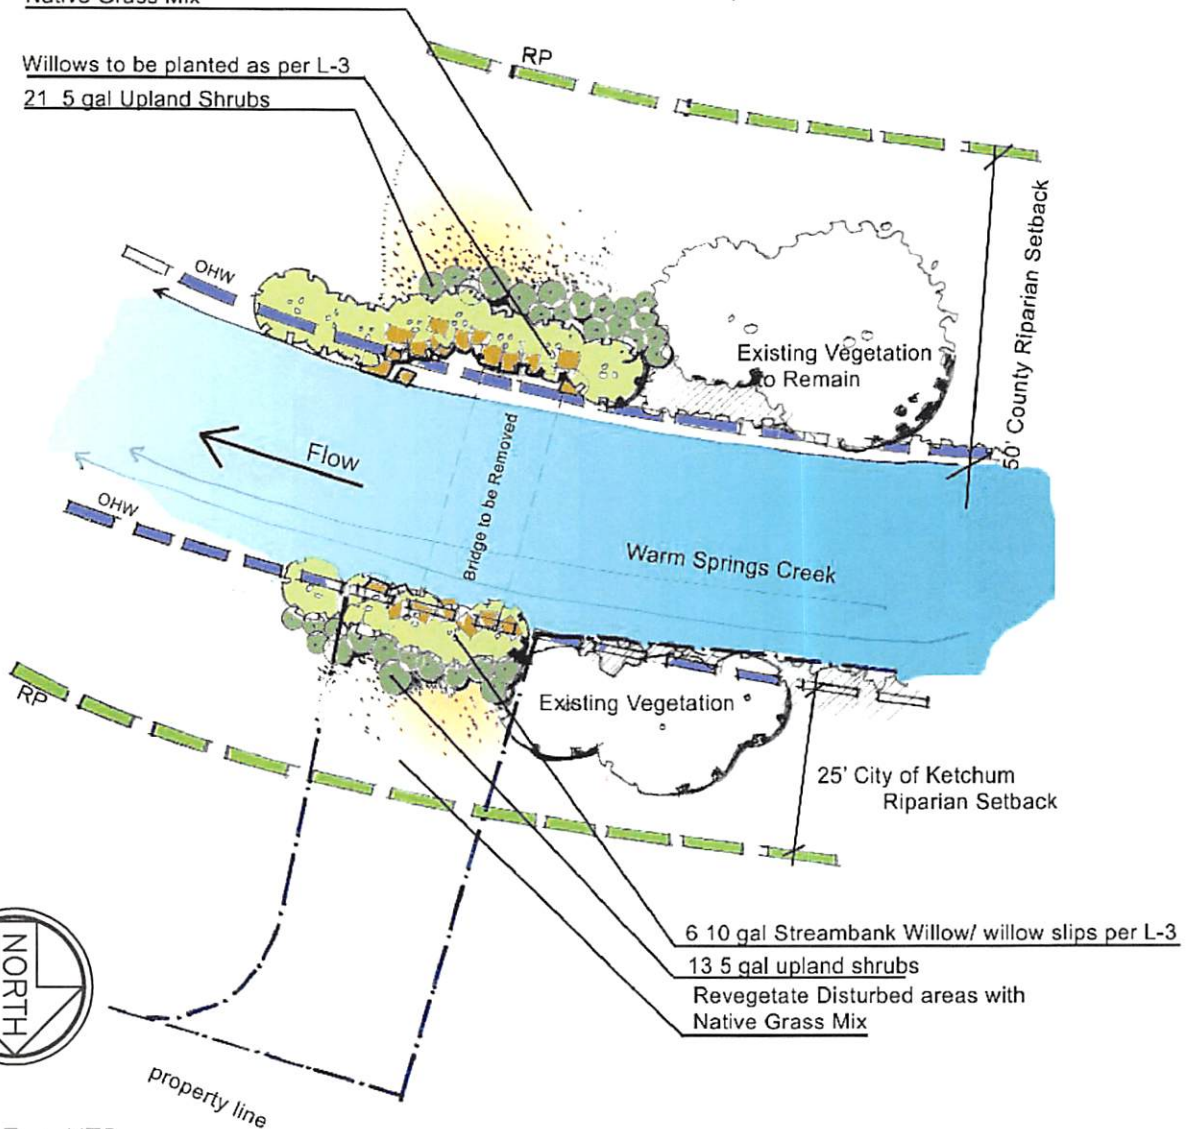 Native Grass Mix
RP
Willows to be planted as per L-3
21 5 gal Upland Shrubs
50' County Riparian Setback
OHW
Existing Vegetation
to Remain
Flow
Bridge to be Removed
OHW
Warm Springs Creek
RP
Existing Vegetation
25' City of Ketchum
Riparian Setback
6 10 gal Streambank Willow/ willow slips per L-3
13 5 gal upland shrubs
Revegetate Disturbed areas with
Native Grass Mix
NORTH
property line